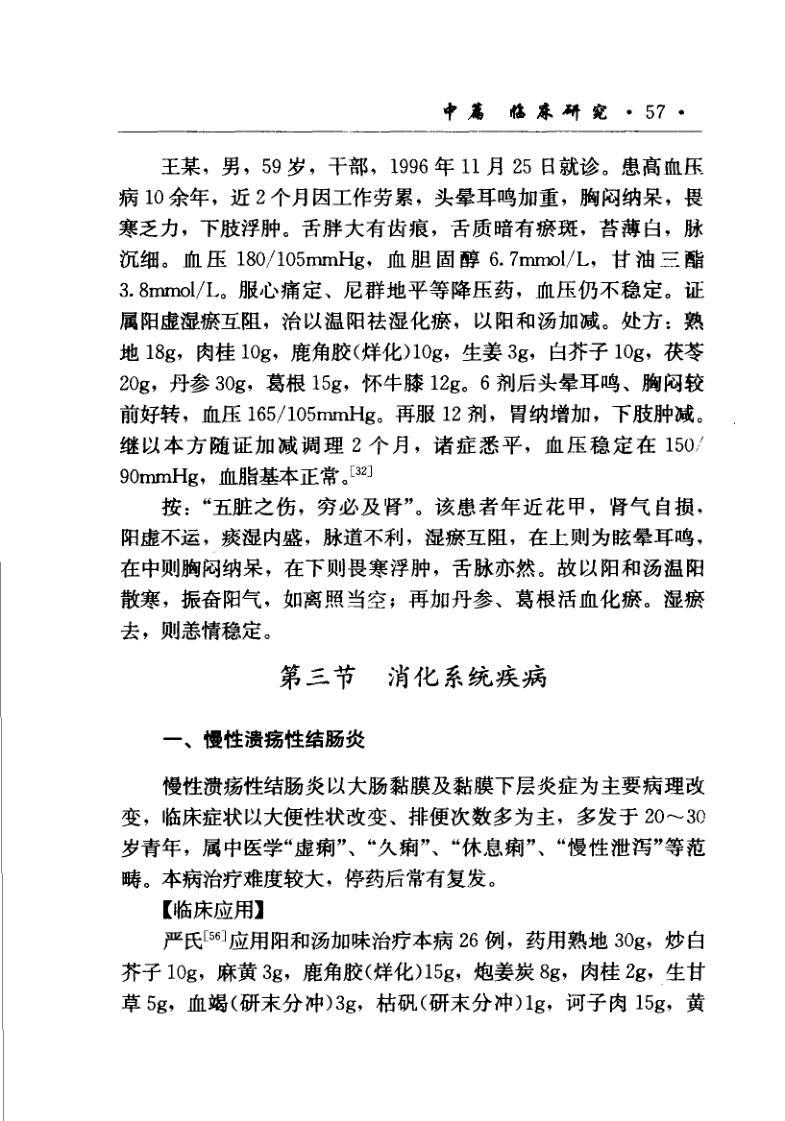 中篇 临床研究 · 57 ·
王某，男，59岁，干部，1996年11月25日就诊。患高血压
病10余年，近2个月因工作劳累，头晕耳鸣加重，胸闷纳呆，畏
寒乏力，下肢浮肿。舌胖大有齿痕，舌质暗有瘀斑，苔薄白，脉
沉细。血压 180/105mmHg，血胆固醇 6.7mmol/L，甘油三酯
3.8mmol/L。服心痛定、尼群地平等降压药，血压仍不稳定。证
属阳虚湿瘀互阻，治以温阳祛湿化瘀，以阳和汤加减。处方：熟
地18g，肉桂10g，鹿角胶(烊化)10g，生姜3g，白芥子10g，茯苓
20g，丹参30g，葛根15g，怀牛膝12g。6剂后头晕耳鸣、胸闷较
前好转，血压165/105mmHg。再服12剂，胃纳增加，下肢肿减。
继以本方随证加减调理2个月，诸症悉平，血压稳定在150/
90mmHg，血脂基本正常。[32]
按：“五脏之伤，穷必及肾”。该患者年近花甲，肾气自损，
阳虚不运，痰湿内盛，脉道不利，湿瘀互阻，在上则为眩晕耳鸣，
在中则胸闷纳呆，在下则畏寒浮肿，舌脉亦然。故以阳和汤温阳
散寒，振奋阳气，如离照当空；再加丹参、葛根活血化瘀。湿瘀
去，则恙情稳定。
第三节 消化系统疾病
一、慢性溃疡性结肠炎
慢性溃疡性结肠炎以大肠黏膜及黏膜下层炎症为主要病理改
变，临床症状以大便性状改变、排便次数多为主，多发于20～30
岁青年，属中医学“虚痢”、“久痢”、“休息痢”、“慢性泄泻”等范
畴。本病治疗难度较大，停药后常有复发。
【临床应用】
严氏[56]应用阳和汤加味治疗本病26例，药用熟地30g，炒白
芥子10g，麻黄3g，鹿角胶(烊化)15g，炮姜炭8g，肉桂2g，生甘
草5g，血竭(研末分冲)3g，枯矾(研末分冲)1g，诃子肉15g，黄